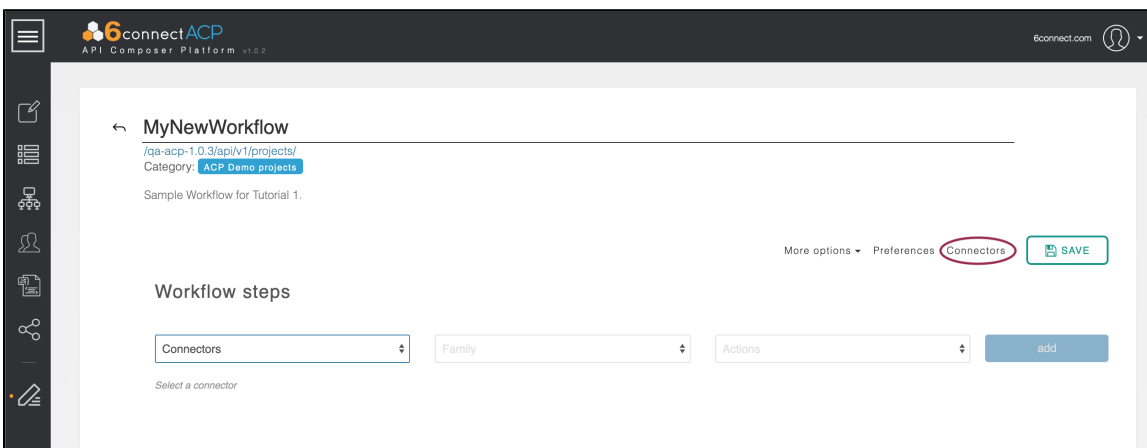 6connect ACP
API Composer Platform v1.0.2
6connect.com
MyNewWorkflow
/qa-acp-1.0.3/api/v1/projects/
Category: ACP Demo projects
Sample Workflow for Tutorial 1.
More options Preferences Connectors SAVE
Workflow steps
Connectors Family Actions add
Select a connector